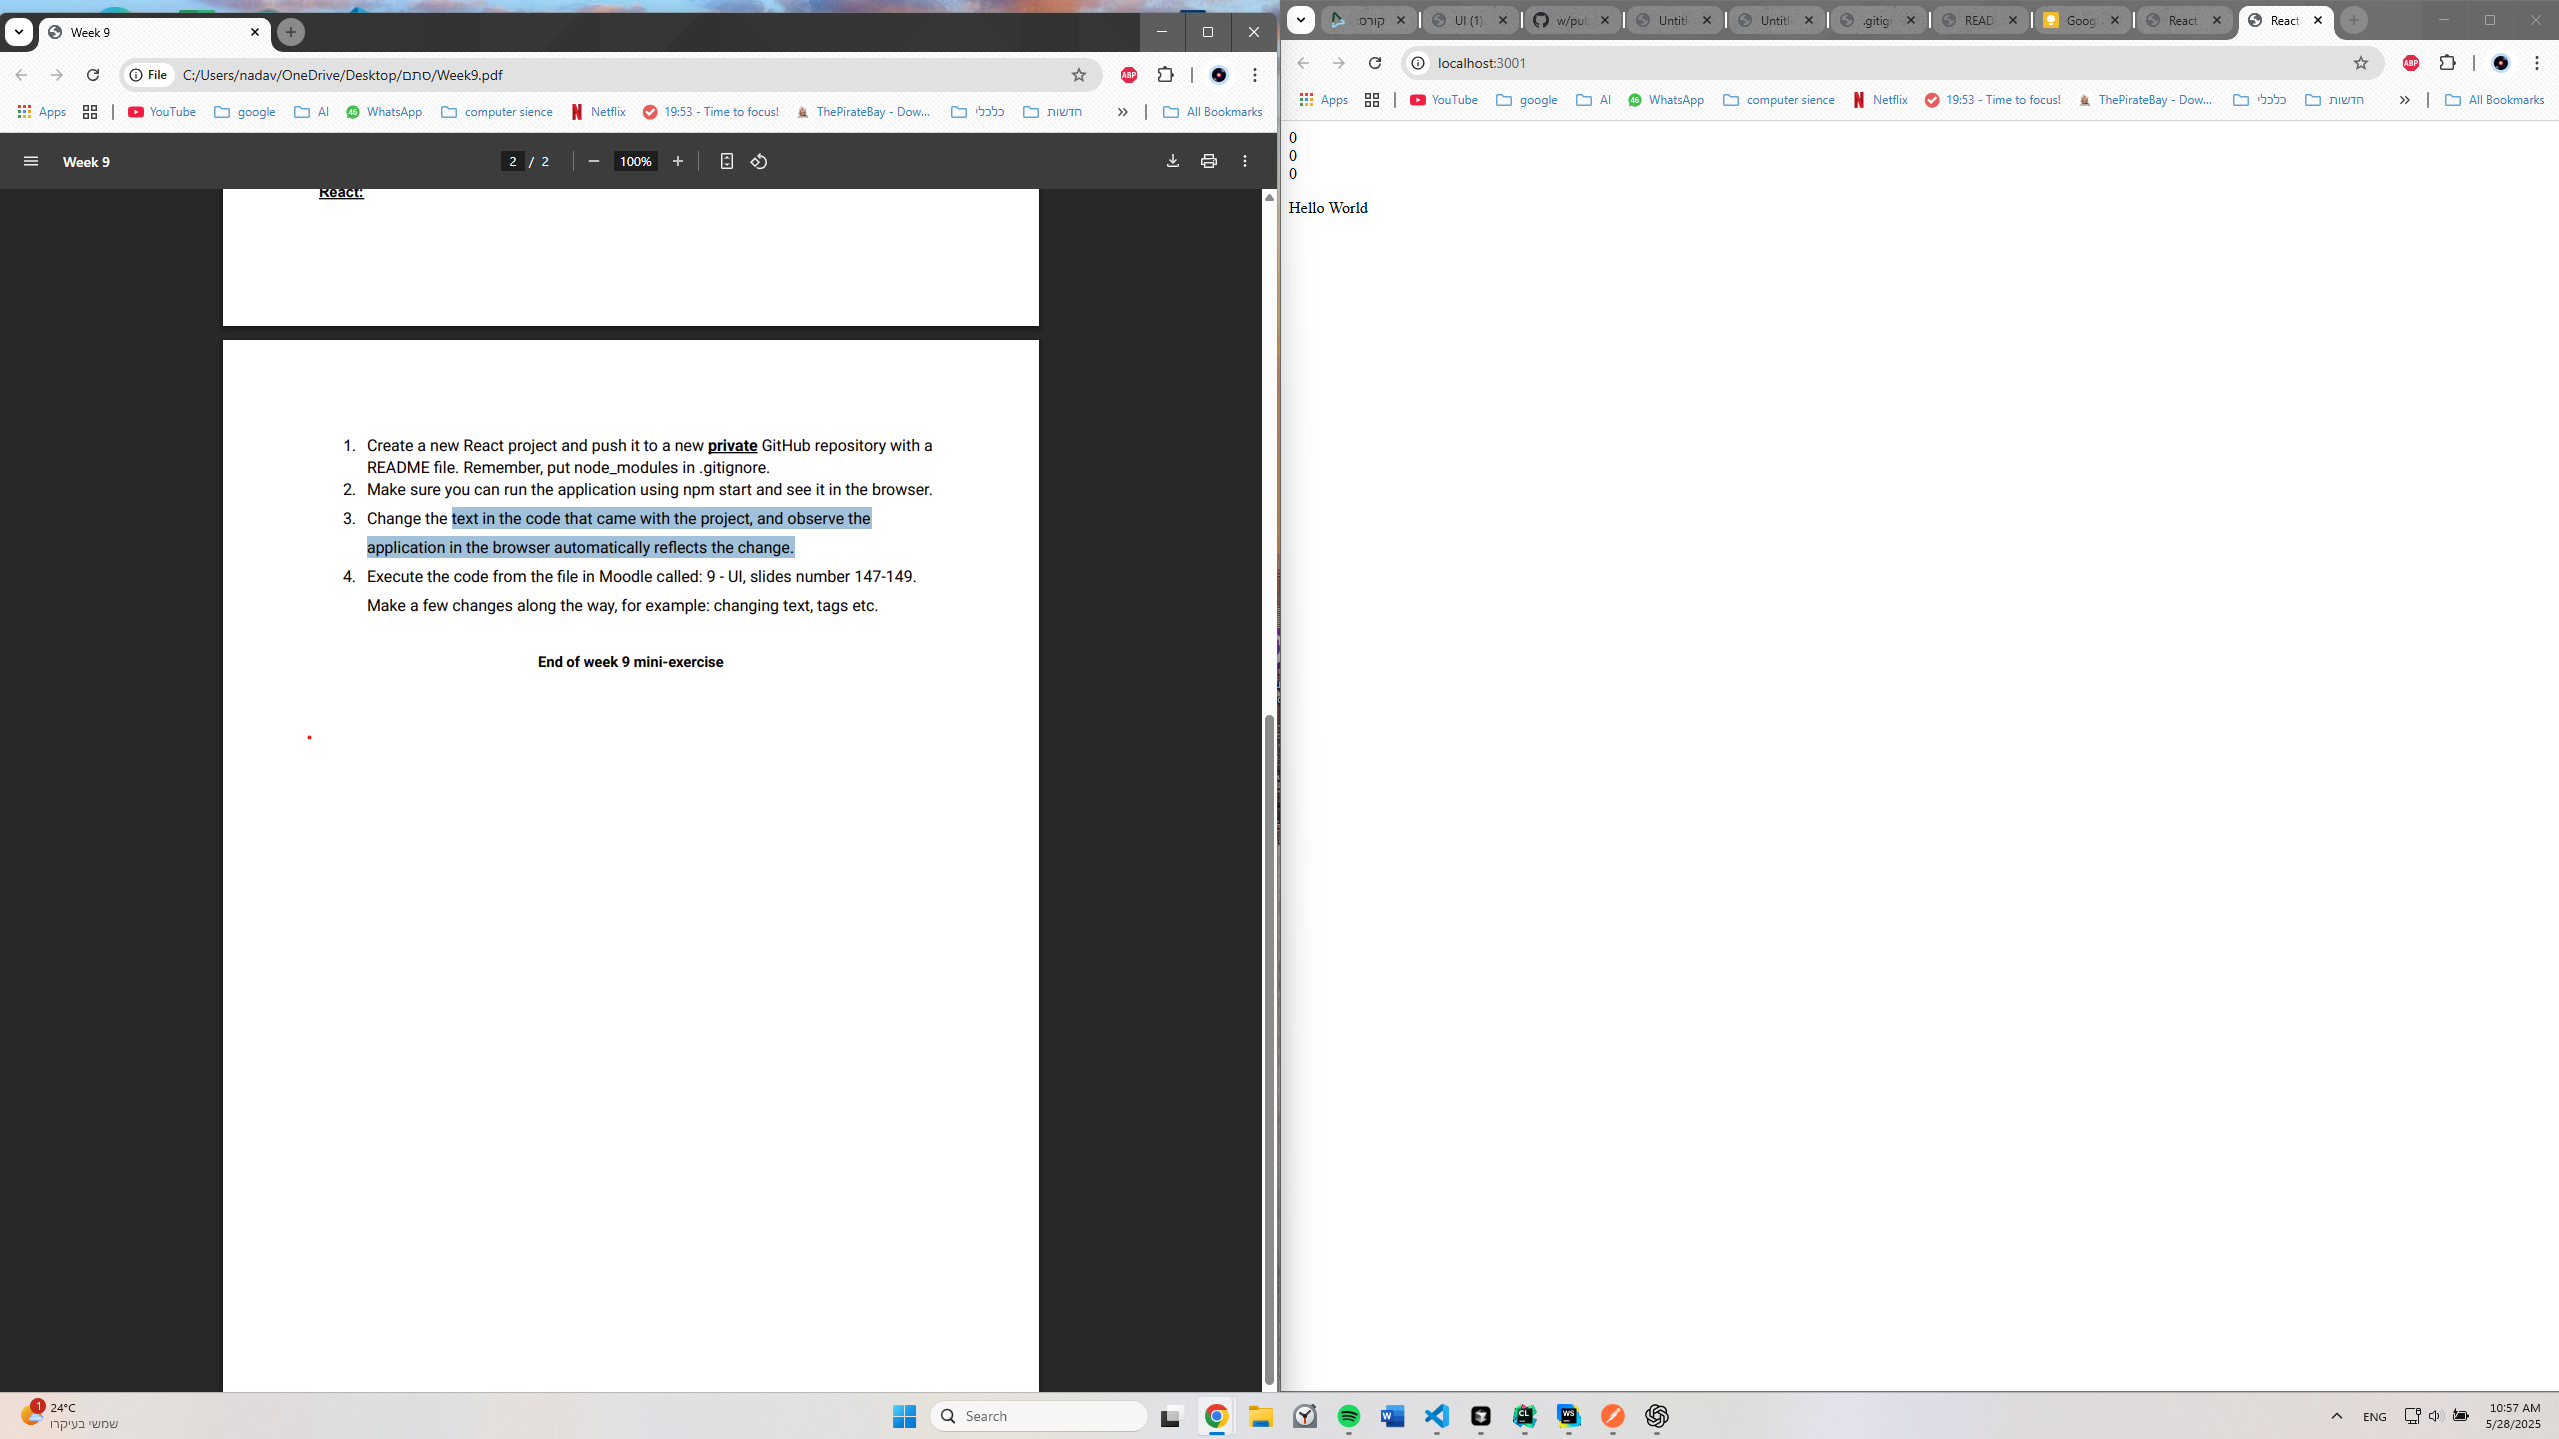 Week 9
File C:/Users/nadav/OneDrive/Desktop/סתם/Week9.pdf
ABP
Apps YouTube google AI 46 WhatsApp computer sience Netflix 19:53 - Time to focus! ThePirateBay - Dow... כלכלי חדשות » All Bookmarks
Week 9 2 / 2 100%
React:
1. Create a new React project and push it to a new private GitHub repository with a
README file. Remember, put node_modules in .gitignore.
2. Make sure you can run the application using npm start and see it in the browser.
3. Change the text in the code that came with the project, and observe the
application in the browser automatically reflects the change.
4. Execute the code from the file in Moodle called: 9 - UI, slides number 147-149.
Make a few changes along the way, for example: changing text, tags etc.
End of week 9 mini-exercise
קורס: UI (1) w/pub Untitl Untitl .gitign READ Goog React React
localhost:3001
ABP
Apps YouTube google AI 46 WhatsApp computer sience Netflix 19:53 - Time to focus! ThePirateBay - Dow... כלכלי חדשות » All Bookmarks
0
0
0
Hello World
1
24°C
שמשי בעיקרו
Search
W
CL
WS
ENG
10:57 AM
5/28/2025